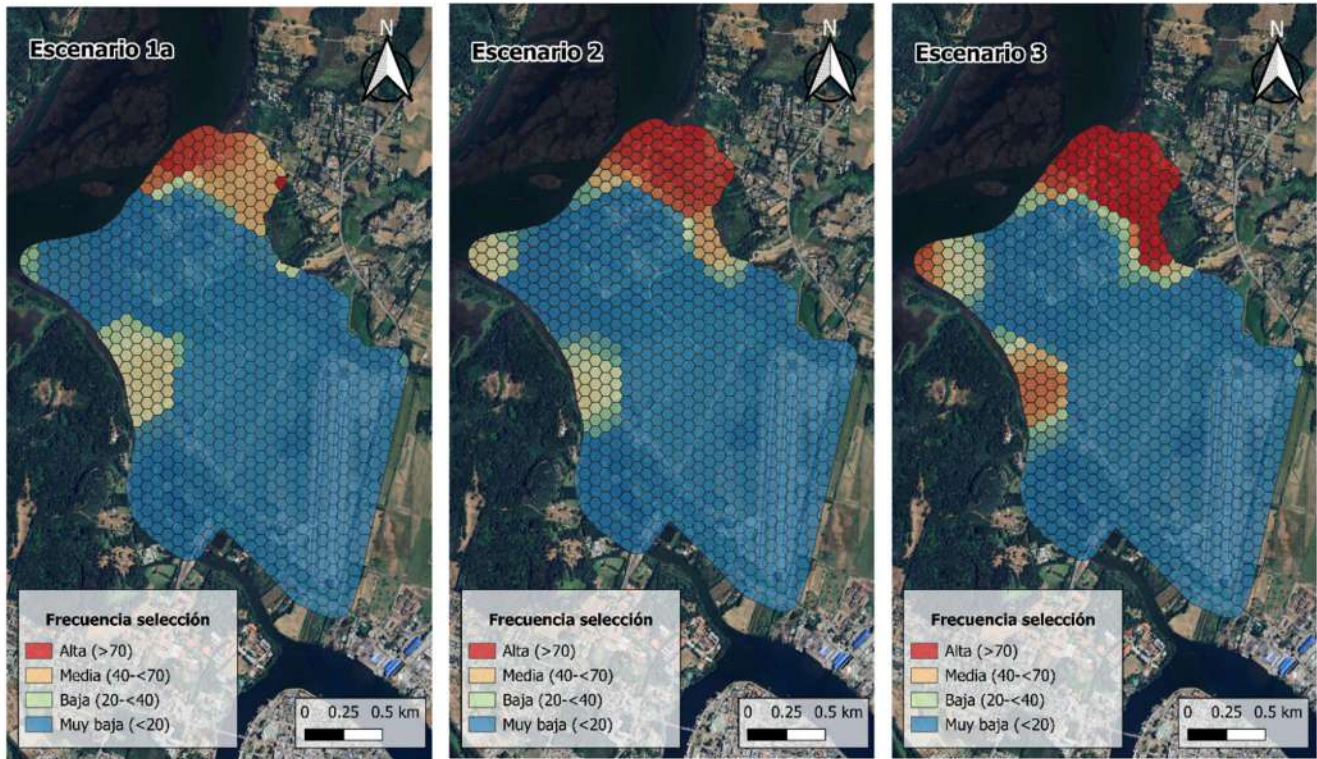 Escenario 1a
N
Frecuencia selección
Alta (>70)
Media (40-<70)
Baja (20-<40)
Muy baja (<20)
0 0.25 0.5 km
Escenario 2
N
Frecuencia selección
Alta (>70)
Media (40-<70)
Baja (20-<40)
Muy baja (<20)
0 0.25 0.5 km
Escenario 3
N
Frecuencia selección
Alta (>70)
Media (40-<70)
Baja (20-<40)
Muy baja (<20)
0 0.25 0.5 km